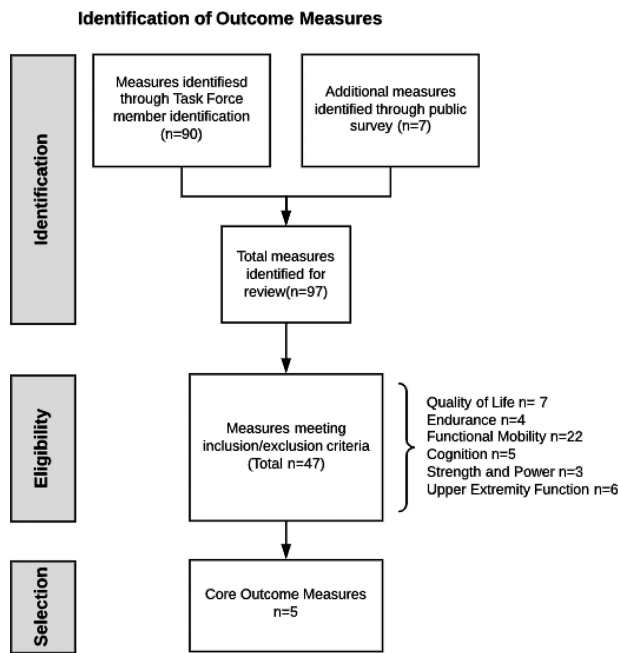 Identification of Outcome Measures
Identification
Measures identifiesd
through Task Force
member identification
(n=90)
Additional measures
identified through public
survey (n=7)
Total measures
identified for
review(n=97)
Eligibility
Measures meeting
inclusion/exclusion criteria
(Total n=47)
Quality of Life n= 7
Endurance n=4
Functional Mobility n=22
Cognition n=5
Strength and Power n=3
Upper Extremity Function n=6
Selection
Core Outcome Measures
n=5